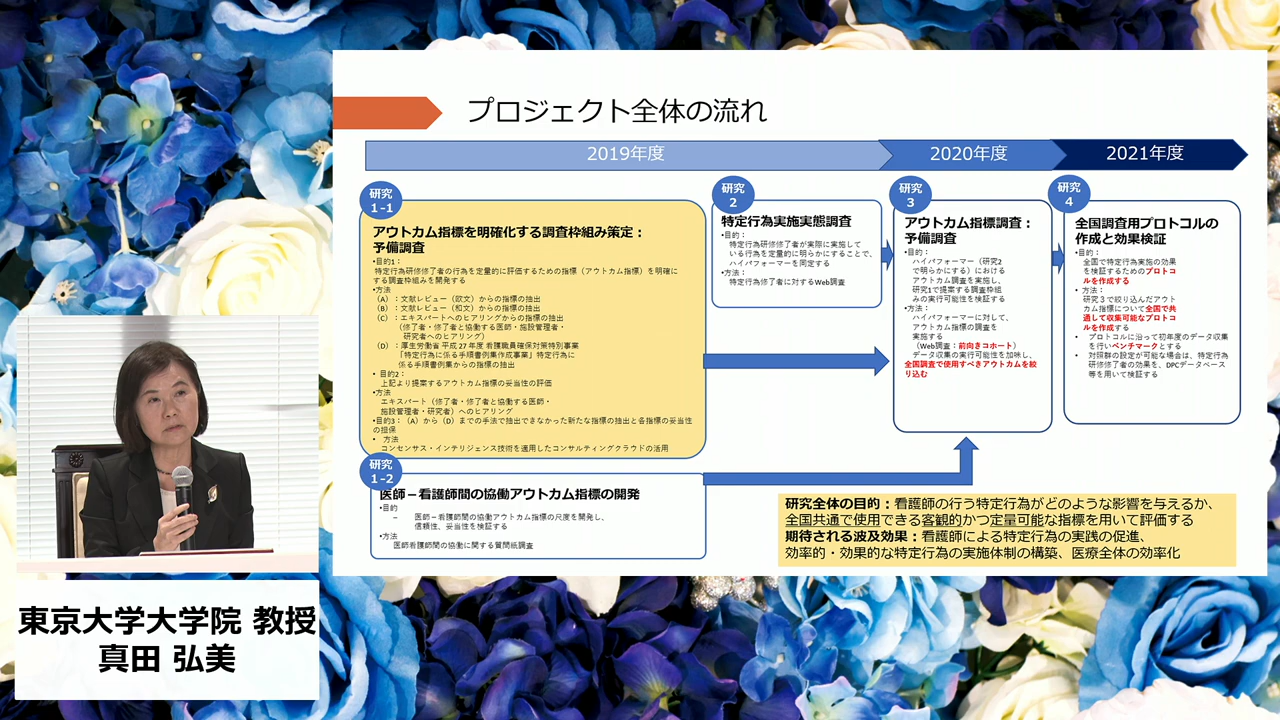 プロジェクト全体の流れ
2019年度
2020年度
2021年度
研究
1-1
アウトカム指標を明確化する調査枠組み策定：
予備調査
•目的1：
特定行為研修修了者の行為を定量的に評価するための指標（アウトカム指標）を明確に
する調査枠組みを開発する
•方法
（A）：文献レビュー（欧文）からの指標の抽出
（B）：文献レビュー（和文）からの指標の抽出
（C）：エキスパートへのヒアリングからの指標の抽出
（修了者・修了者と協働する医師・施設管理者・
研究者へのヒアリング）
（D）：厚生労働省 平成 27 年度 看護職員確保対策特別事業
「特定行為に係る手順書例集作成事業」特定行為に
係る手順書例集からの指標の抽出
• 目的2：
上記より提案するアウトカム指標の妥当性の評価
•方法
エキスパート（修了者・修了者と協働する医師・
施設管理者・研究者）へのヒアリング
•目的3：（A）から（D）までの手法で抽出できなかった新たな指標の抽出と各指標の妥当性
の担保
• 方法
コンセンサス・インテリジェンス技術を適用したコンサルティングクラウドの活用
研究
1-2
医師－看護師間の協働アウトカム指標の開発
•目的
– 医師－看護師間の協働アウトカム指標の尺度を開発し、
信頼性、妥当性を検証する
•方法
医師看護師間の協働に関する質問紙調査
研究
2
特定行為実施実態調査
•目的：
特定行為研修修了者が実際に実施して
いる行為を定量的に明らかにすることで、
ハイパフォーマーを同定する
•方法：
特定行為修了者に対するWeb調査
研究
3
アウトカム指標調査：
予備調査
•目的：
ハイパフォーマー（研究2
で明らかにする）における
アウトカム調査を実施し、
研究1で提案する調査枠組
みの実行可能性を検証する
•方法：
ハイパフォーマーに対して、
アウトカム指標の調査を
実施する
（Web調査：前向きコホート）
データ収集の実行可能性を加味し、
全国調査で使用すべきアウトカムを絞
り込む
研究
4
全国調査用プロトコルの
作成と効果検証
•目的：
全国で特定行為実施の効果
を検証するためのプロトコ
ルを作成する
• 方法：
研究３で絞り込んだアウト
カム指標について全国で共
通して収集可能なプロトコ
ルを作成する
• プロトコルに沿って初年度のデータ収集
を行いベンチマークとする
• 対照群の設定が可能な場合は、特定行為
研修修了者の効果を、DPCデータベース
等を用いて検証する
研究全体の目的：看護師の行う特定行為がどのような影響を与えるか、
全国共通で使用できる客観的かつ定量可能な指標を用いて評価する
期待される波及効果：看護師による特定行為の実践の促進、
効率的・効果的な特定行為の実施体制の構築、医療全体の効率化
東京大学大学院 教授
真田 弘美